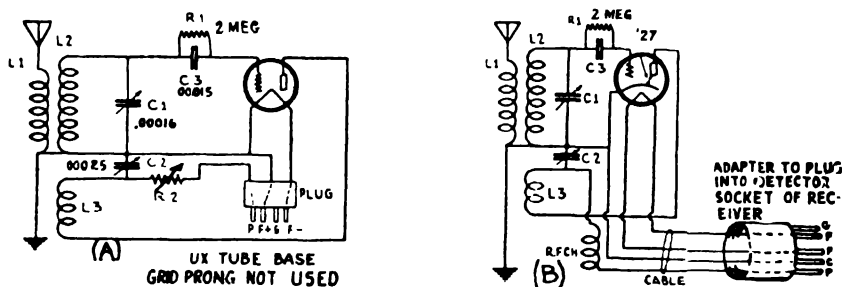 R1 2 MEG
L1
L2
C3
.00015
C1
.00016
.00025
C2
R2
L3
PLUG
P F+ G F-
(A)
UX TUBE BASE
GRID PRONG NOT USED
R1 2 MEG
'27
L1
L2
C3
C1
C2
L3
ADAPTER TO PLUG
INTO DETECTOR
SOCKET OF REC-
EIVER
R.F.CH
(B)
CABLE
P
F
P